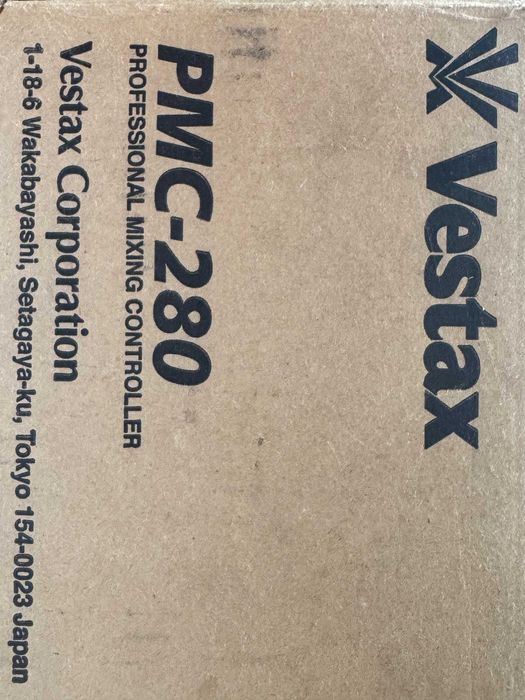 Vestax
PMC-280
PROFESSIONAL MIXING CONTROLLER
Vestax Corporation
1-18-6 Wakabayashi, Setagaya-ku, Tokyo 154-0023 Japan